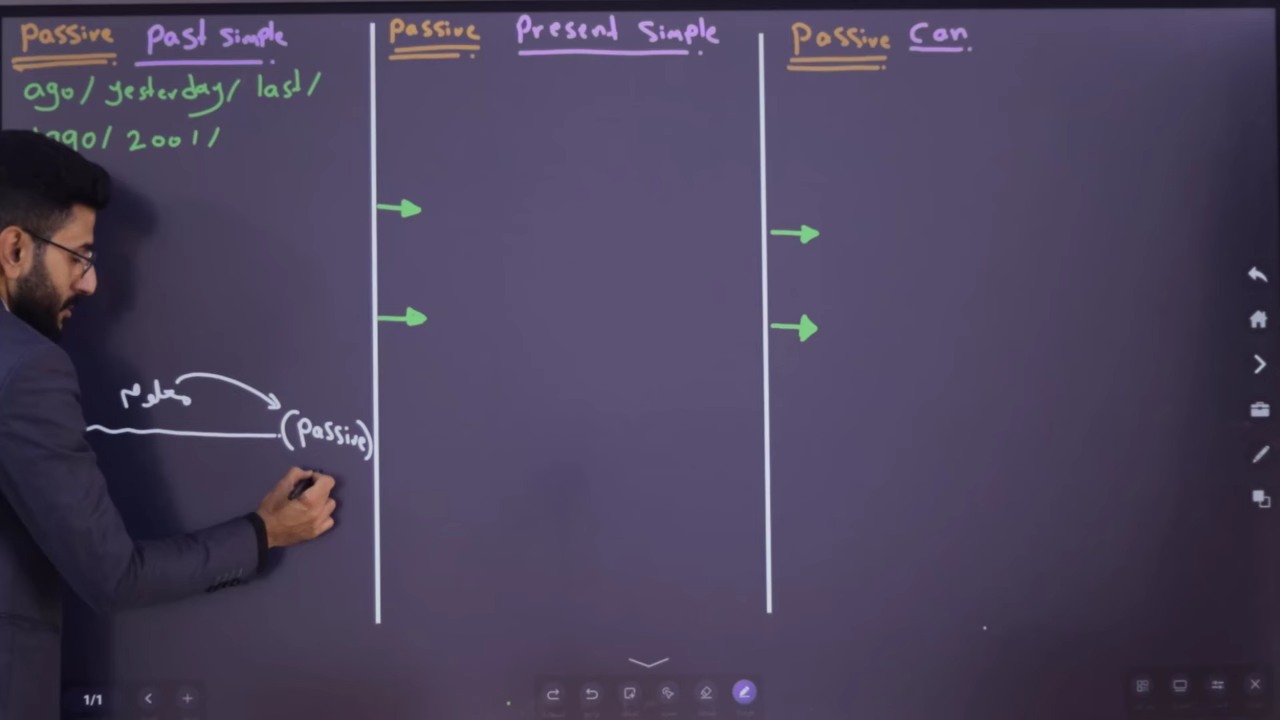 Passive Past simple
ago/ yesterday/ last/
1990/ 2001/
معلوم
(Passive)
Passive Present Simple
Passive Can
1/1